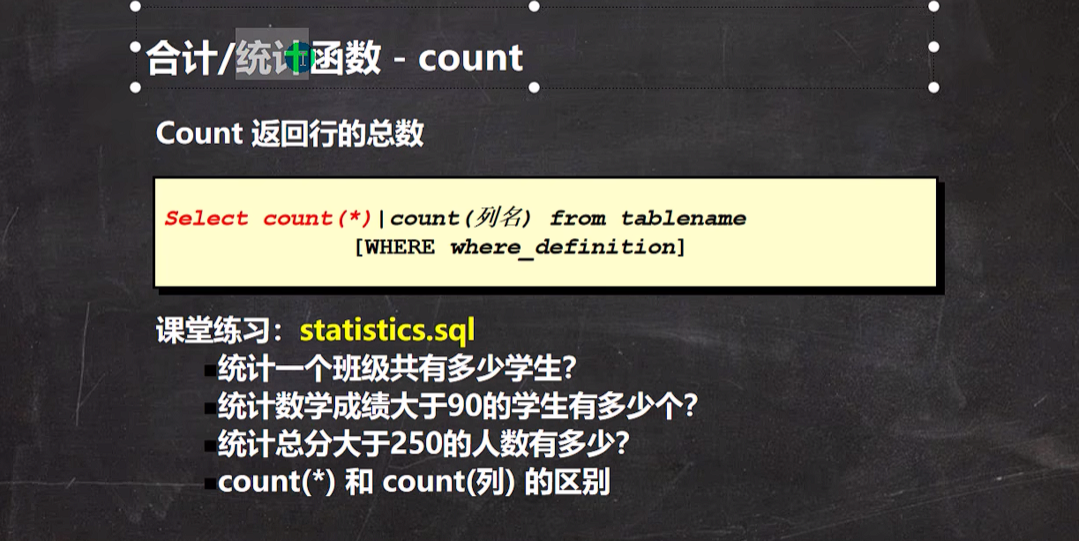 合计/统计函数 - count
Count 返回行的总数
Select count(*)|count(列名) from tablename
[WHERE where_definition]
课堂练习：statistics.sql
统计一个班级共有多少学生？
统计数学成绩大于90的学生有多少个？
统计总分大于250的人数有多少？
count(*) 和 count(列) 的区别